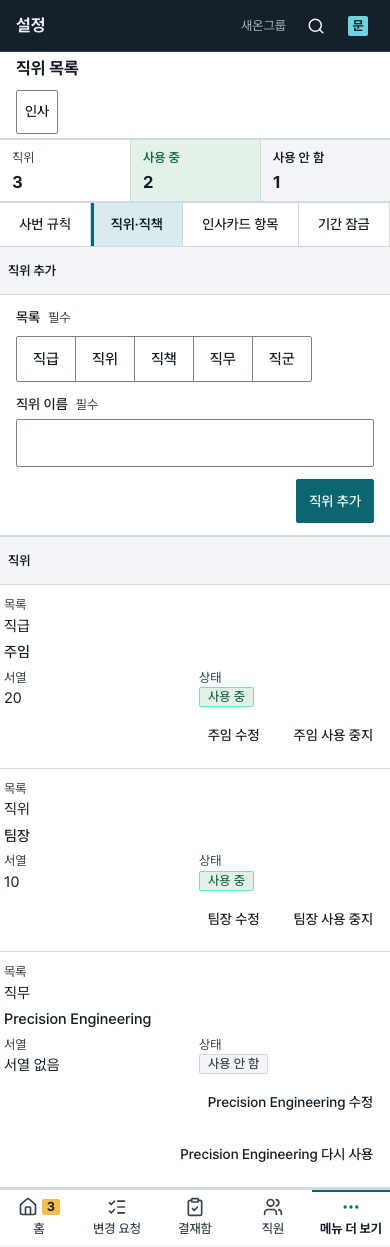 설정
새온그룹
문
직위 목록
인사
직위
사용 중
사용 안 함
3
2
1
사번 규칙
직위·직책
인사카드 항목
기간 잠금
직위 추가
목록 필수
직급
직위
직책
직무
직군
직위 이름 필수
직위 추가
직위
목록
직급
주임
서열
상태
20
사용 중
주임 수정
주임 사용 중지
목록
직위
팀장
서열
상태
10
사용 중
팀장 수정
팀장 사용 중지
목록
직무
Precision Engineering
서열
상태
서열 없음
사용 안 함
Precision Engineering 수정
Precision Engineering 다시 사용
3
홈
변경 요청
결재함
직원
메뉴 더 보기